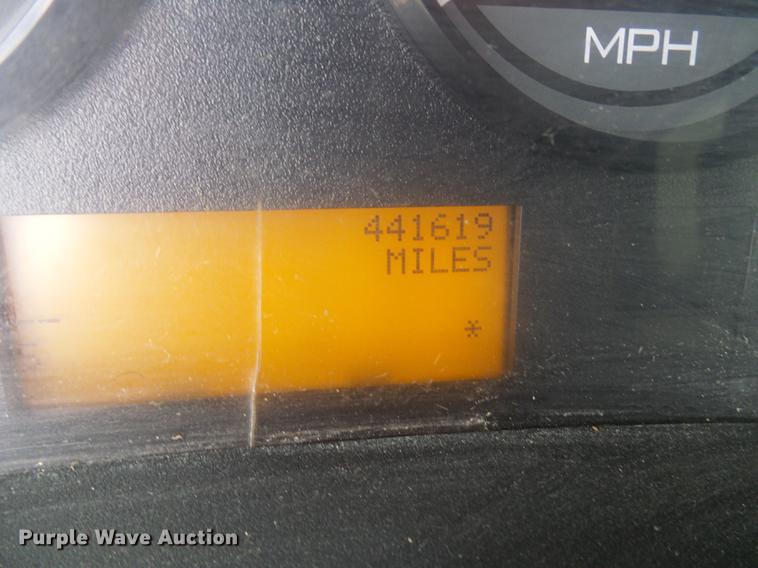 MPH
441619
MILES
*
Purple Wave Auction